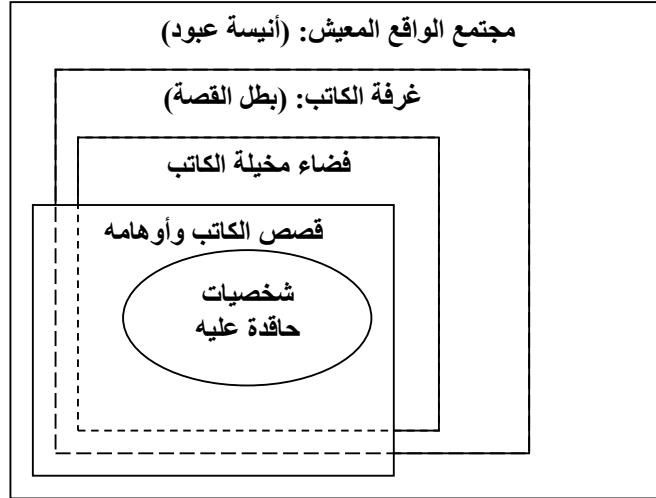 مجتمع الواقع المعيش: (أنيسة عبود)
غرفة الكاتب: (بطل القصة)
فضاء مخيلة الكاتب
قصص الكاتب وأوهامه
شخصيات
حاقدة عليه